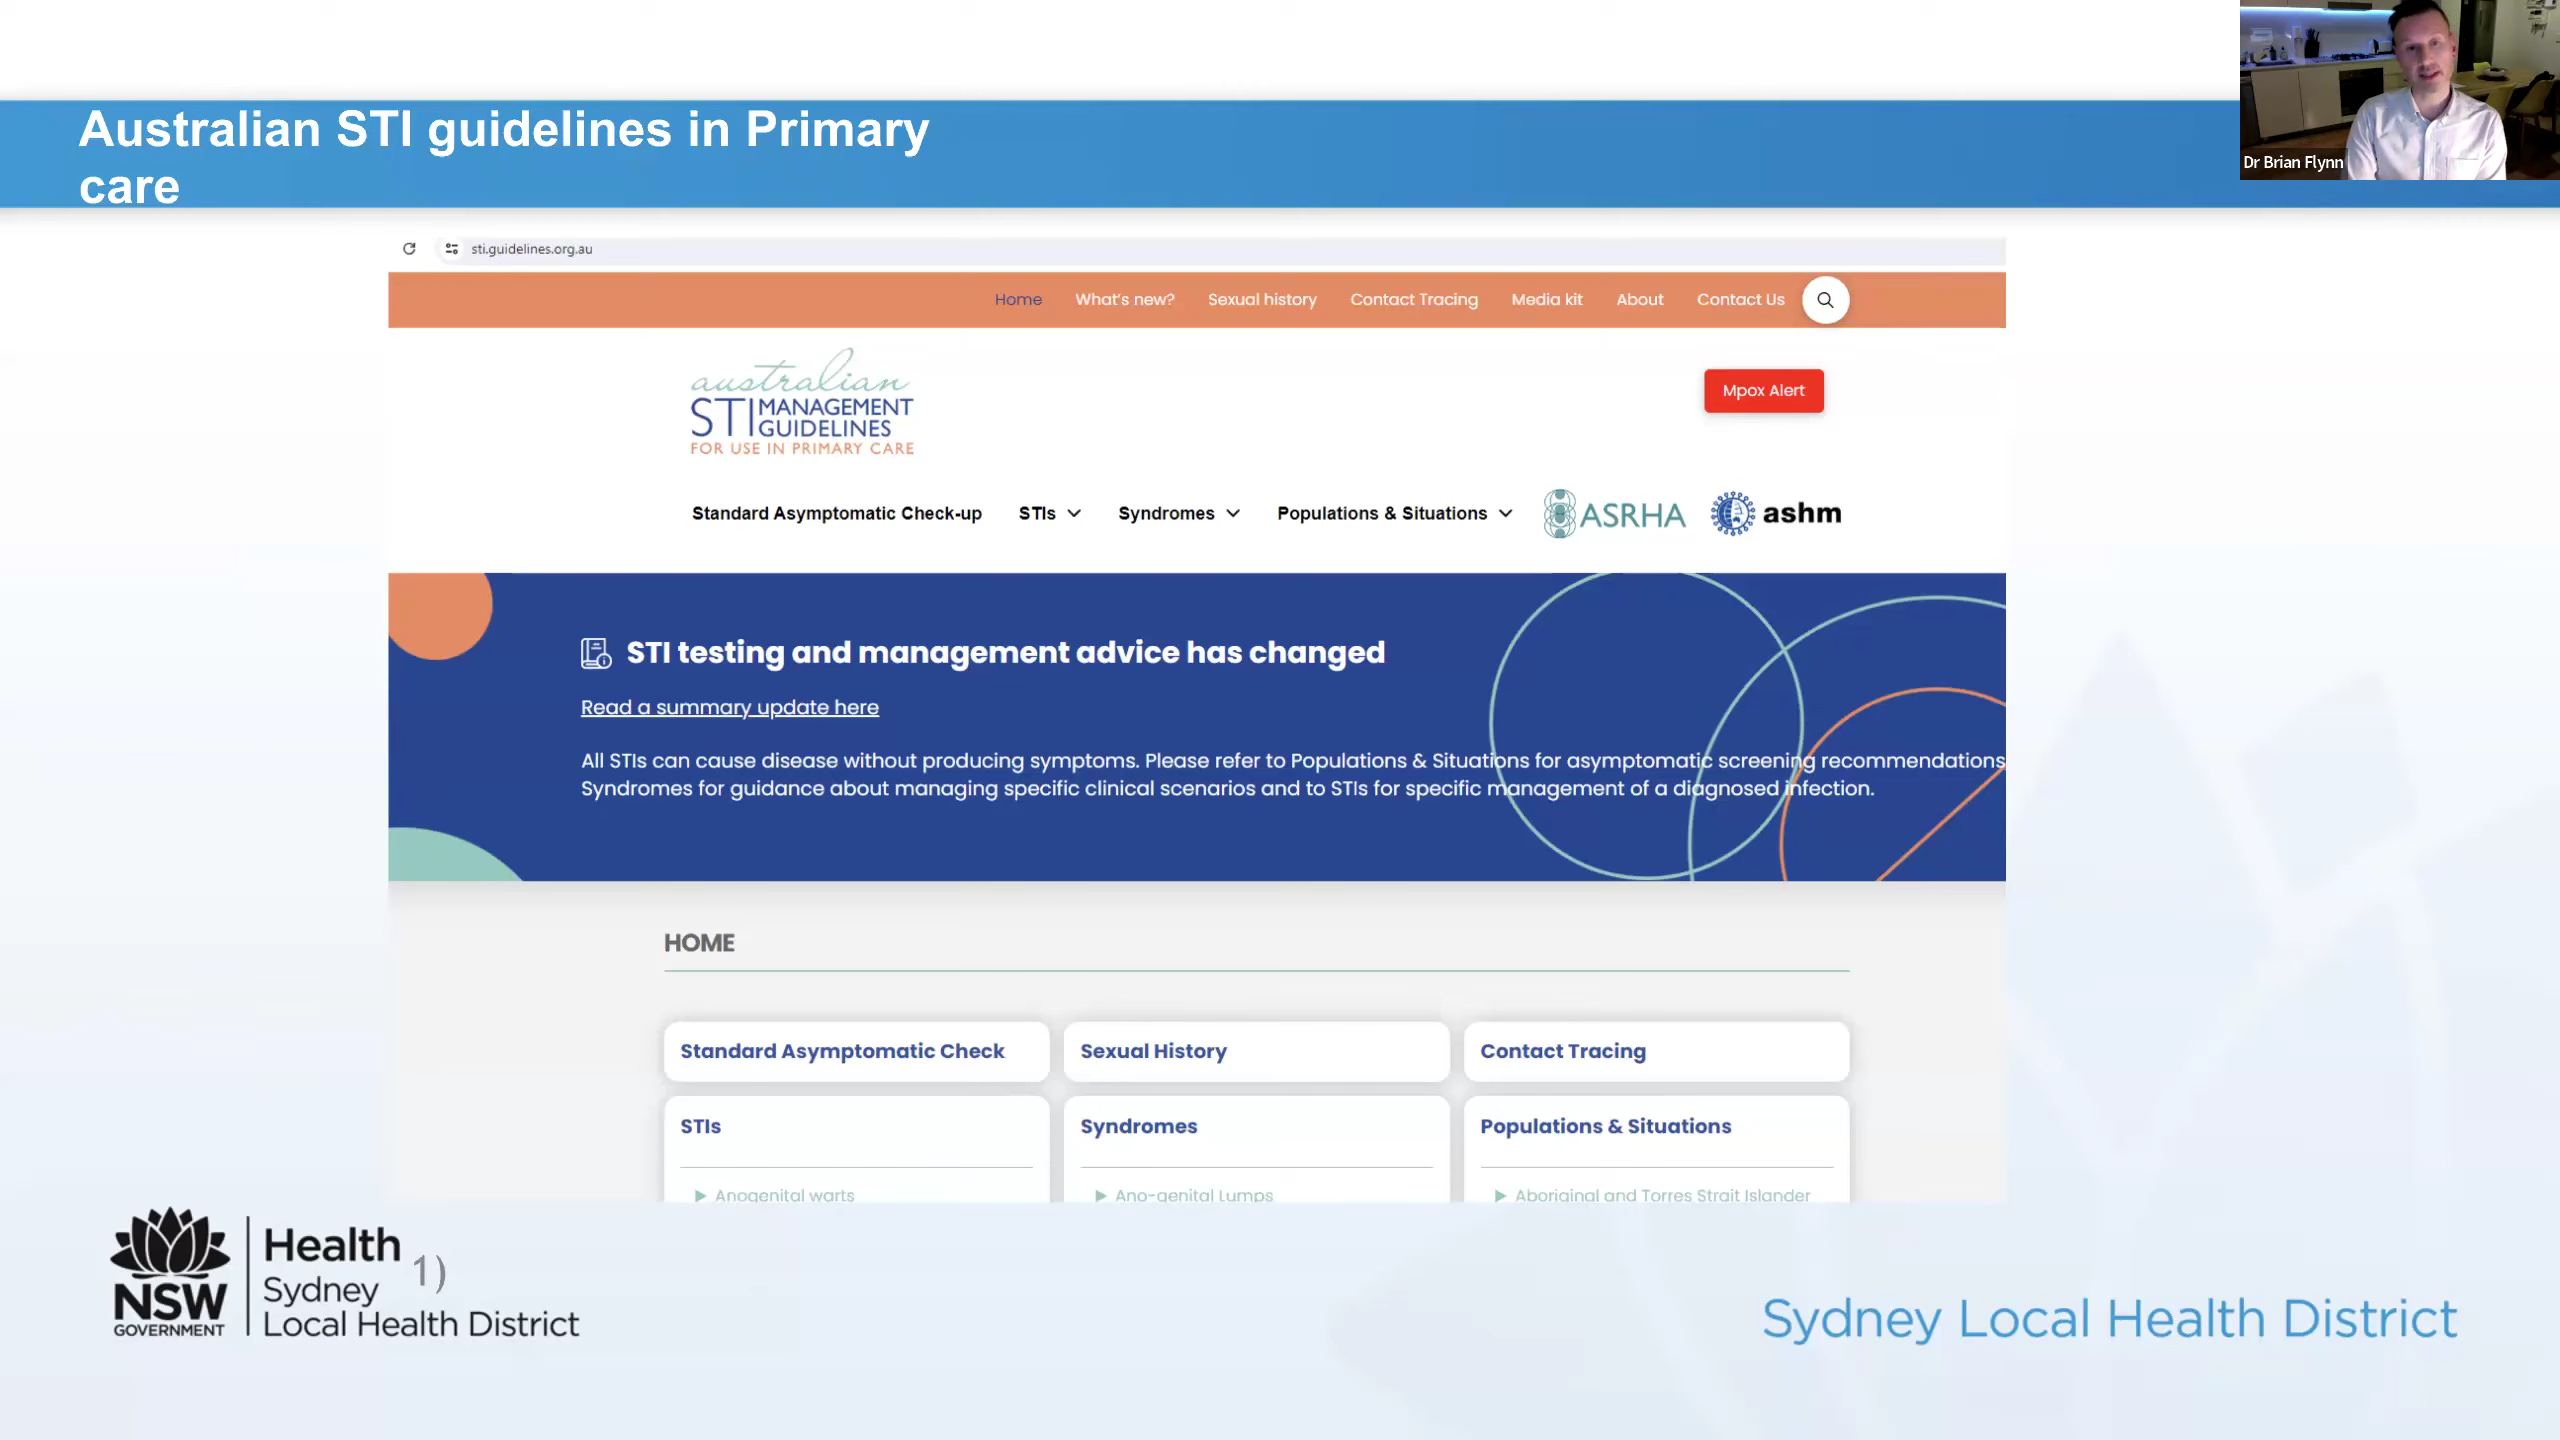 Australian STI guidelines in Primary
care
Dr Brian Flynn
sti.guidelines.org.au
Home What's new? Sexual history Contact Tracing Media kit About Contact Us
australian
STI MANAGEMENT
GUIDELINES
FOR USE IN PRIMARY CARE
Mpox Alert
Standard Asymptomatic Check-up STIs Syndromes Populations & Situations ASRHA ashm
STI testing and management advice has changed
Read a summary update here
All STIs can cause disease without producing symptoms. Please refer to Populations & Situations for asymptomatic screening recommendations
Syndromes for guidance about managing specific clinical scenarios and to STIs for specific management of a diagnosed infection.
HOME
Standard Asymptomatic Check Sexual History Contact Tracing
STIs Syndromes Populations & Situations
Anogenital warts Ano-genital Lumps Aboriginal and Torres Strait Islander
NSW
GOVERNMENT
Health
Sydney
Local Health District
1)
Sydney Local Health District